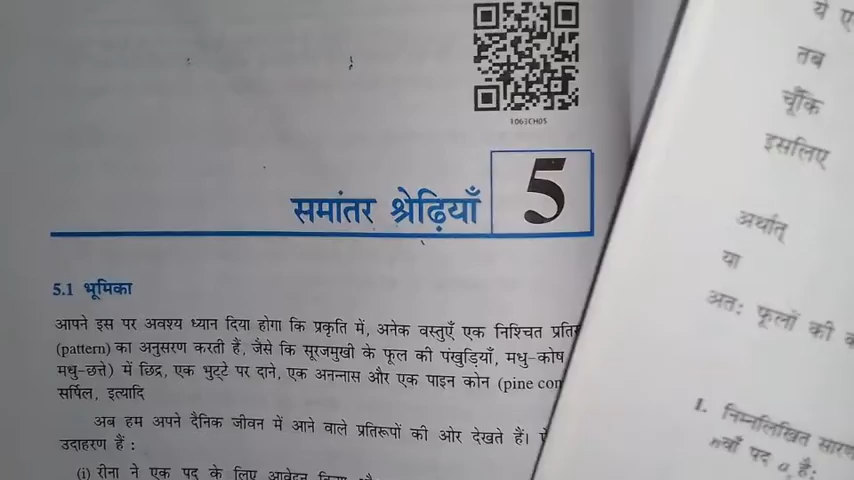 1063CH05
समांतर श्रेढ़ियाँ 5
5.1 भूमिका
आपने इस पर अवश्य ध्यान दिया होगा कि प्रकृति में, अनेक वस्तुएँ एक निश्चित
(pattern) का अनुसरण करती हैं, जैसे कि सूरजमुखी के फूल की पंखुड़ियाँ, मधु-कोष
मधु-छत्ते) में छिद्र, एक भुट्टे पर दाने, एक अनन्नास और एक पाइन कोन (pine
सर्पिल, इत्यादि
अब हम अपने दैनिक जीवन में आने वाले प्रतिरूपों की ओर देखते हैं।
उदाहरण हैं :
(i) रीना ने एक पद के लिए आवेदन
ये
तब
चूँकि
इसलिए
अर्थात्
या
अतः फूलों की
1. निम्नलिखित
वाँ पद